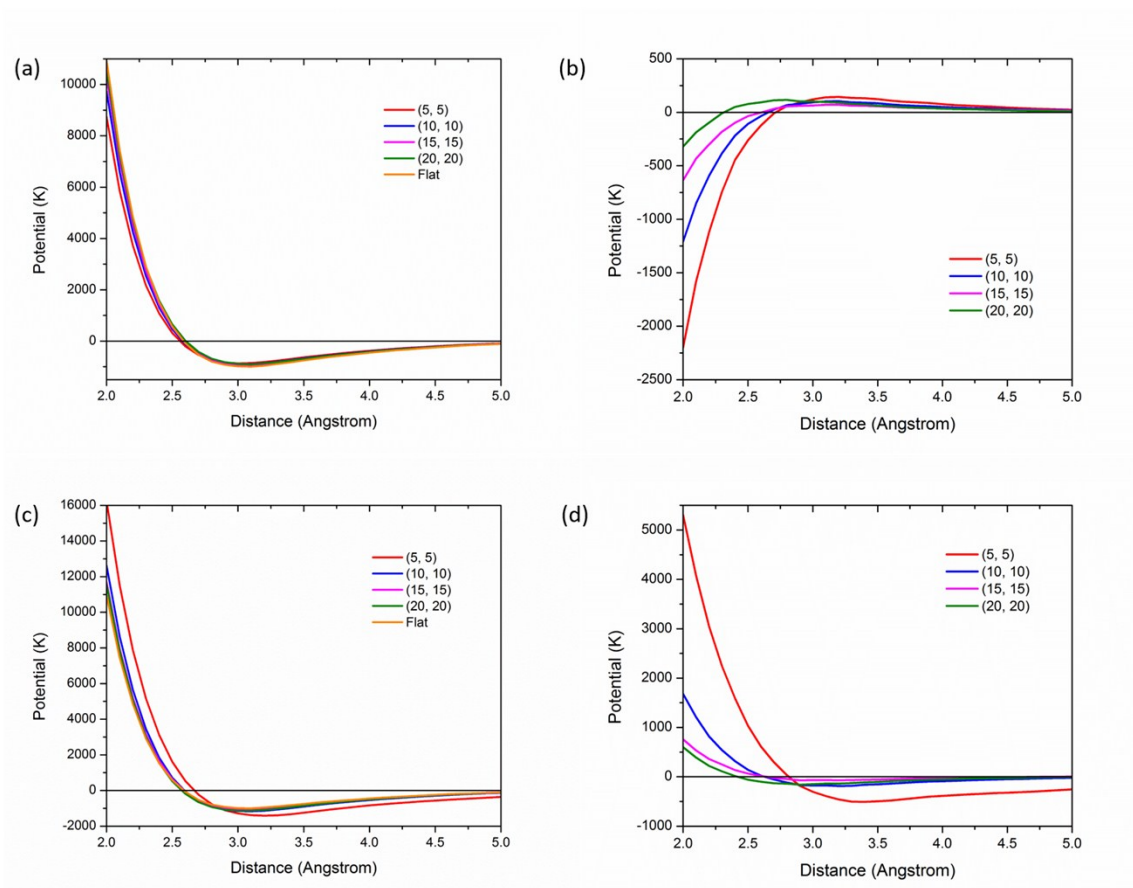 (a)
10000
8000
6000
4000
2000
0
Potential (K)
(5, 5)
(10, 10)
(15, 15)
(20, 20)
Flat
2.0 2.5 3.0 3.5 4.0 4.5 5.0
Distance (Angstrom)
(b)
500
0
-500
-1000
-1500
-2000
-2500
Potential (K)
(5, 5)
(10, 10)
(15, 15)
(20, 20)
2.0 2.5 3.0 3.5 4.0 4.5 5.0
Distance (Angstrom)
(c)
16000
14000
12000
10000
8000
6000
4000
2000
0
-2000
Potential (K)
(5, 5)
(10, 10)
(15, 15)
(20, 20)
Flat
2.0 2.5 3.0 3.5 4.0 4.5 5.0
Distance (Angstrom)
(d)
5000
4000
3000
2000
1000
0
-1000
Potential (K)
(5, 5)
(10, 10)
(15, 15)
(20, 20)
2.0 2.5 3.0 3.5 4.0 4.5 5.0
Distance (Angstrom)